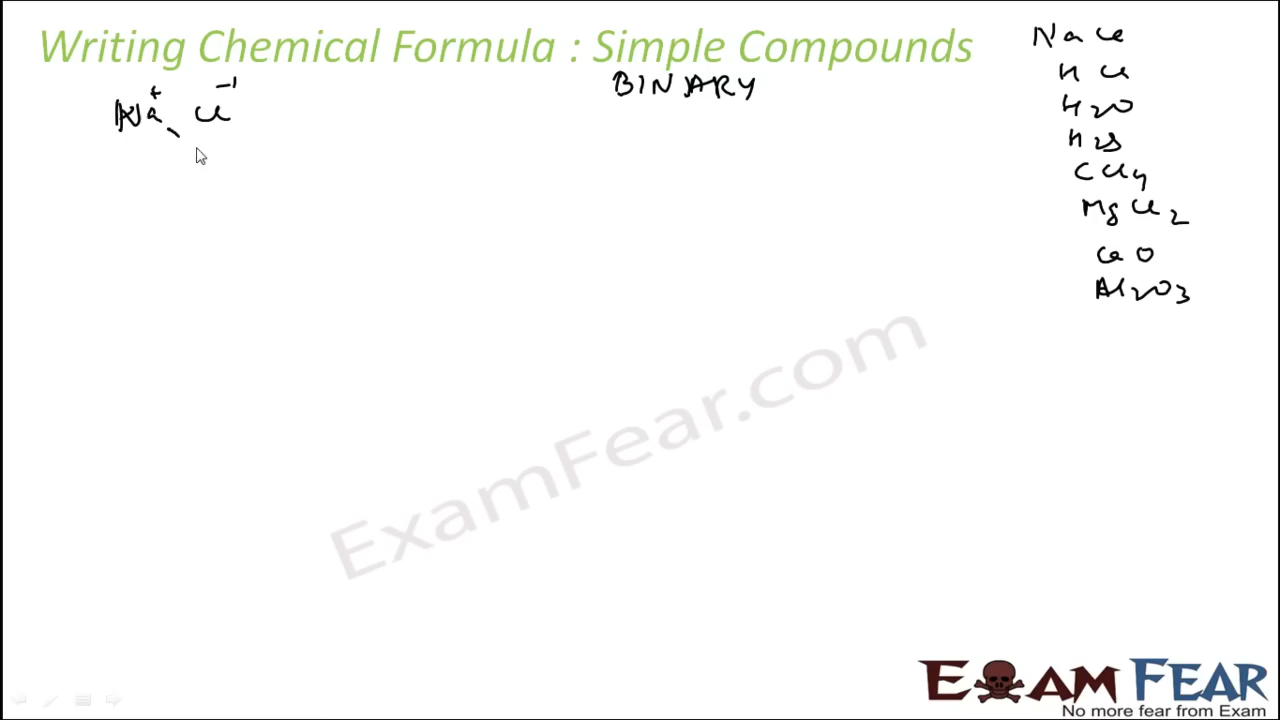 Writing Chemical Formula : Simple Compounds
BINARY
Na+ Cl-1
NaCl
HCl
H2O
H2S
CCl4
MgCl2
CaO
Al2O3
ExamFear.com
EXAM FEAR
No more fear from Exam